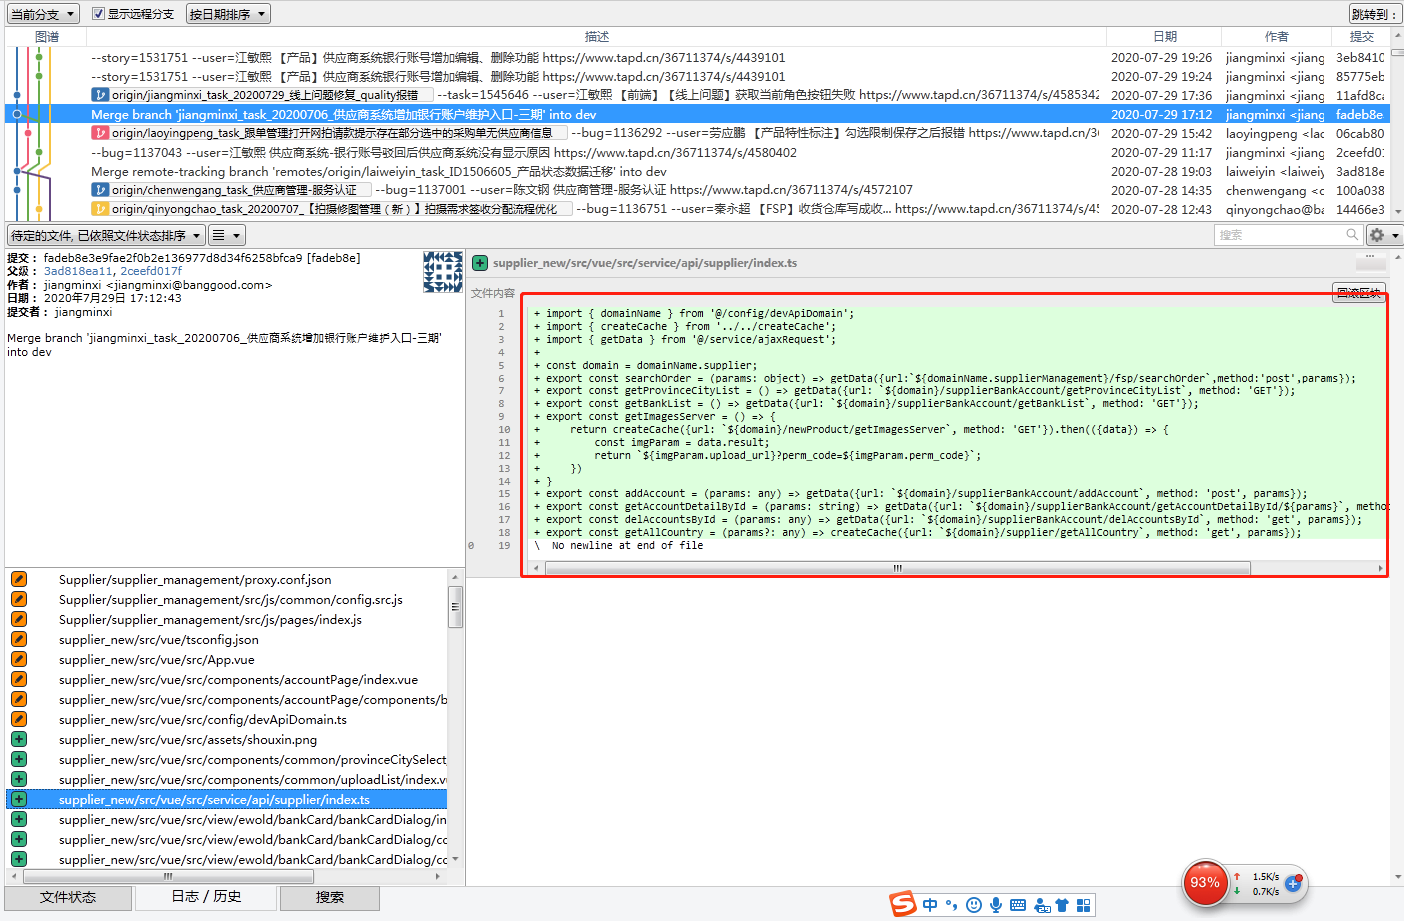 当前分支
显示远程分支
按日期排序
跳转到：
图谱 描述 日期 作者 提交
--story=1531751 --user=江敏熙 【产品】供应商系统银行账号增加编辑、删除功能 https://www.tapd.cn/36711374/s/4439101 2020-07-29 19:26 jiangminxi <jiang 3eb8410
--story=1531751 --user=江敏熙 【产品】供应商系统银行账号增加编辑、删除功能 https://www.tapd.cn/36711374/s/4439101 2020-07-29 19:24 jiangminxi <jiang 85775eb
origin/jiangminxi_task_20200729_线上问题修复_quality报错 --task=1545646 --user=江敏熙 【前端】【线上问题】获取当前角色按钮失败 https://www.tapd.cn/36711374/s/4585342 2020-07-29 17:36 jiangminxi <jiang 11afd8ca
Merge branch 'jiangminxi_task_20200706_供应商系统增加银行账户维护入口-三期' into dev 2020-07-29 17:12 jiangminxi <jiang fadeb8e
origin/laoyingpeng_task_跟单管理打开网拍请款提示存在部分选中的采购单元供应商信息 --bug=1136292 --user=劳应鹏 【产品特性标注】勾选限制保存之后报错 https://www.tapd.cn/36 2020-07-29 15:42 laoyingpeng <lac 06cab80
--bug=1137043 --user=江敏熙 供应商系统-银行账号驳回后供应商系统没有显示原因 https://www.tapd.cn/36711374/s/4580402 2020-07-29 11:17 jiangminxi <jiang 2ceefd01
Merge remote-tracking branch 'remotes/origin/laiweiyin_task_ID1506605_产品状态数据迁移' into dev 2020-07-28 19:03 laiweiyin <laiwey 3ad818e
origin/chenwengang_task_供应商管理-服务认证 --bug=1137001 --user=陈文钢 供应商管理-服务认证 https://www.tapd.cn/36711374/s/4572107 2020-07-28 14:35 chenwengang <c 100a038
origin/qinyongchao_task_20200707_【拍摄修图管理（新）】拍摄需求签收分配流程优化 --bug=1136751 --user=秦永超 【FSP】收货仓库写成收... https://www.tapd.cn/36711374/s/45 2020-07-28 12:43 qinyongchao@ba 14466e3
待定的文件, 已依照文件状态排序
搜索
提交： fadeb8e3e9fae2f0b2e136977d8d34f6258bfca9 [fadeb8e]
父级： 3ad818ea11, 2ceefd017f
作者： jiangminxi <jiangminxi@banggood.com>
日期： 2020年7月29日 17:12:43
提交者： jiangminxi
Merge branch 'jiangminxi_task_20200706_供应商系统增加银行账户维护入口-三期'
into dev
supplier_new/src/vue/src/service/api/supplier/index.ts
文件内容
回滚区块
1 + import { domainName } from '@/config/devApiDomain';
2 + import { createCache } from '../../createCache';
3 + import { getData } from '@/service/ajaxRequest';
4 +
5 + const domain = domainName.supplier;
6 + export const searchOrder = (params: object) => getData({url:`${domainName.supplierManagement}/fsp/searchOrder`,method:'post',params});
7 + export const getProvinceCityList = () => getData({url: `${domain}/supplierBankAccount/getProvinceCityList`, method: 'GET'});
8 + export const getBankList = () => getData({url: `${domain}/supplierBankAccount/getBankList`, method: 'GET'});
9 + export const getImagesServer = () => {
10 + return createCache({url: `${domain}/newProduct/getImagesServer`, method: 'GET'}).then(({data}) => {
11 + const imgParam = data.result;
12 + return `${imgParam.upload_url}?perm_code=${imgParam.perm_code}`;
13 + })
14 + }
15 + export const addAccount = (params: any) => getData({url: `${domain}/supplierBankAccount/addAccount`, method: 'post', params});
16 + export const getAccountDetailById = (params: string) => getData({url: `${domain}/supplierBankAccount/getAccountDetailById/${params}`, method
17 + export const delAccountsById = (params: any) => getData({url: `${domain}/supplierBankAccount/delAccountsById`, method: 'get', params});
18 + export const getAllCountry = (params?: any) => createCache({url: `${domain}/supplier/getAllCountry`, method: 'get', params});
0 19 \ No newline at end of file
Supplier/supplier_management/proxy.conf.json
Supplier/supplier_management/src/js/common/config.src.js
Supplier/supplier_management/src/js/pages/index.js
supplier_new/src/vue/tsconfig.json
supplier_new/src/vue/src/App.vue
supplier_new/src/vue/src/components/accountPage/index.vue
supplier_new/src/vue/src/components/accountPage/components/b
supplier_new/src/vue/src/config/devApiDomain.ts
supplier_new/src/vue/src/assets/shouxin.png
supplier_new/src/vue/src/components/common/provinceCitySelect
supplier_new/src/vue/src/components/common/uploadList/index.vu
supplier_new/src/vue/src/service/api/supplier/index.ts
supplier_new/src/vue/src/view/ewold/bankCard/bankCardDialog/in
supplier_new/src/vue/src/view/ewold/bankCard/bankCardDialog/cc
supplier_new/src/vue/src/view/ewold/bankCard/bankCardDialog/cc
文件状态 日志 / 历史 搜索
93% 1.5K/s
0.7K/s
S 中